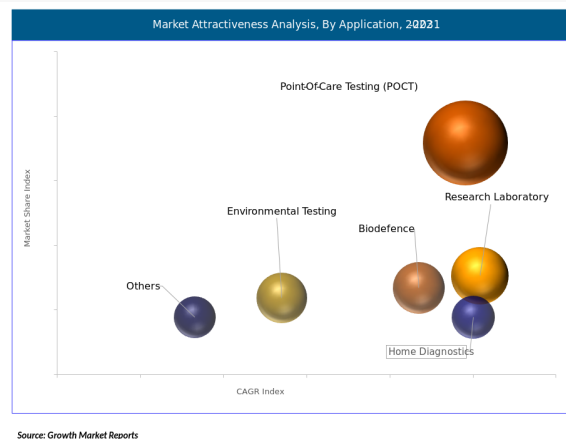 Market Attractiveness Analysis, By Application,
Point-Of-Care Testing (POCT)
Research Laboratory
Environmental Testing
Biodefence
Others
Home Diagnostics
Market Share Index
CAGR Index
Source: Growth Market Reports